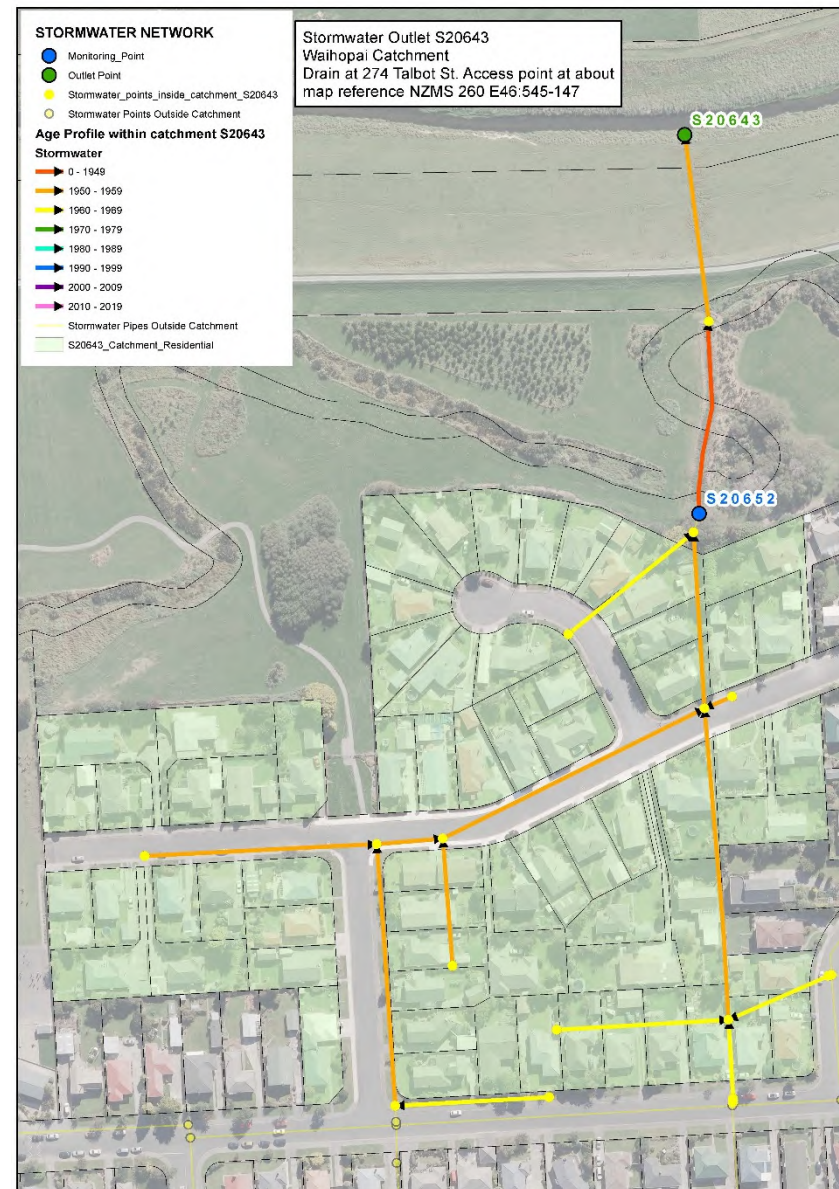 STORMWATER NETWORK
Monitoring_Point
Outlet Point
Stormwater_points_inside_catchment_S20643
Stormwater Points Outside Catchment
Age Profile within catchment S20643
Stormwater
0 - 1949
1950 - 1959
1960 - 1969
1970 - 1979
1980 - 1989
1990 - 1999
2000 - 2009
2010 - 2019
Stormwater Pipes Outside Catchment
S20643_Catchment_Residential
Stormwater Outlet S20643
Waihopai Catchment
Drain at 274 Talbot St. Access point at about
map reference NZMS 260 E46:545-147
S20643
S20652